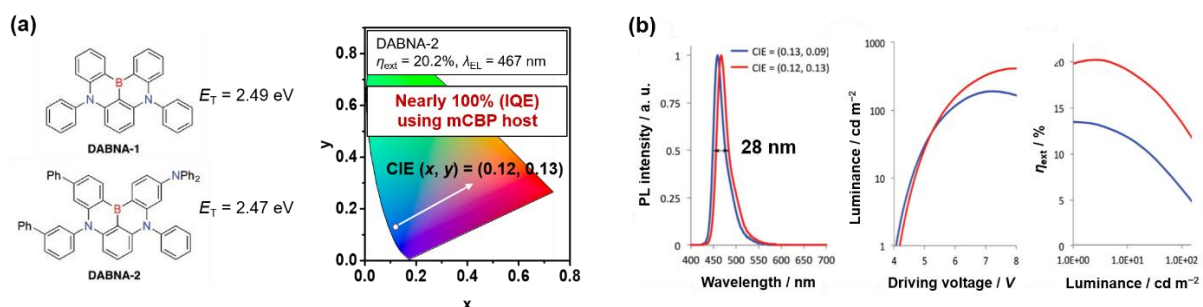 (a)
B
N
N
DABNA-1
E_T = 2.49 eV
Ph
NPh₂
B
Ph
N
N
DABNA-2
E_T = 2.47 eV
DABNA-2
η_ext = 20.2%, λ_EL = 467 nm
Nearly 100% (IQE)
using mCBP host
CIE (x, y) = (0.12, 0.13)
y
0.8
0.6
0.4
0.2
0.0
0.0 0.2 0.4 0.6 0.8
x
(b)
CIE = (0.13, 0.09)
CIE = (0.12, 0.13)
28 nm
PL intensity / a. u.
1
0.75
0.5
0.25
0
400 450 500 550 600 650 700
Wavelength / nm
Luminance / cd m⁻²
1000
100
10
1
4 5 6 7 8
Driving voltage / V
η_ext / %
20
10
0
1.0E+00 1.0E+01 1.0E+02
Luminance / cd m⁻²